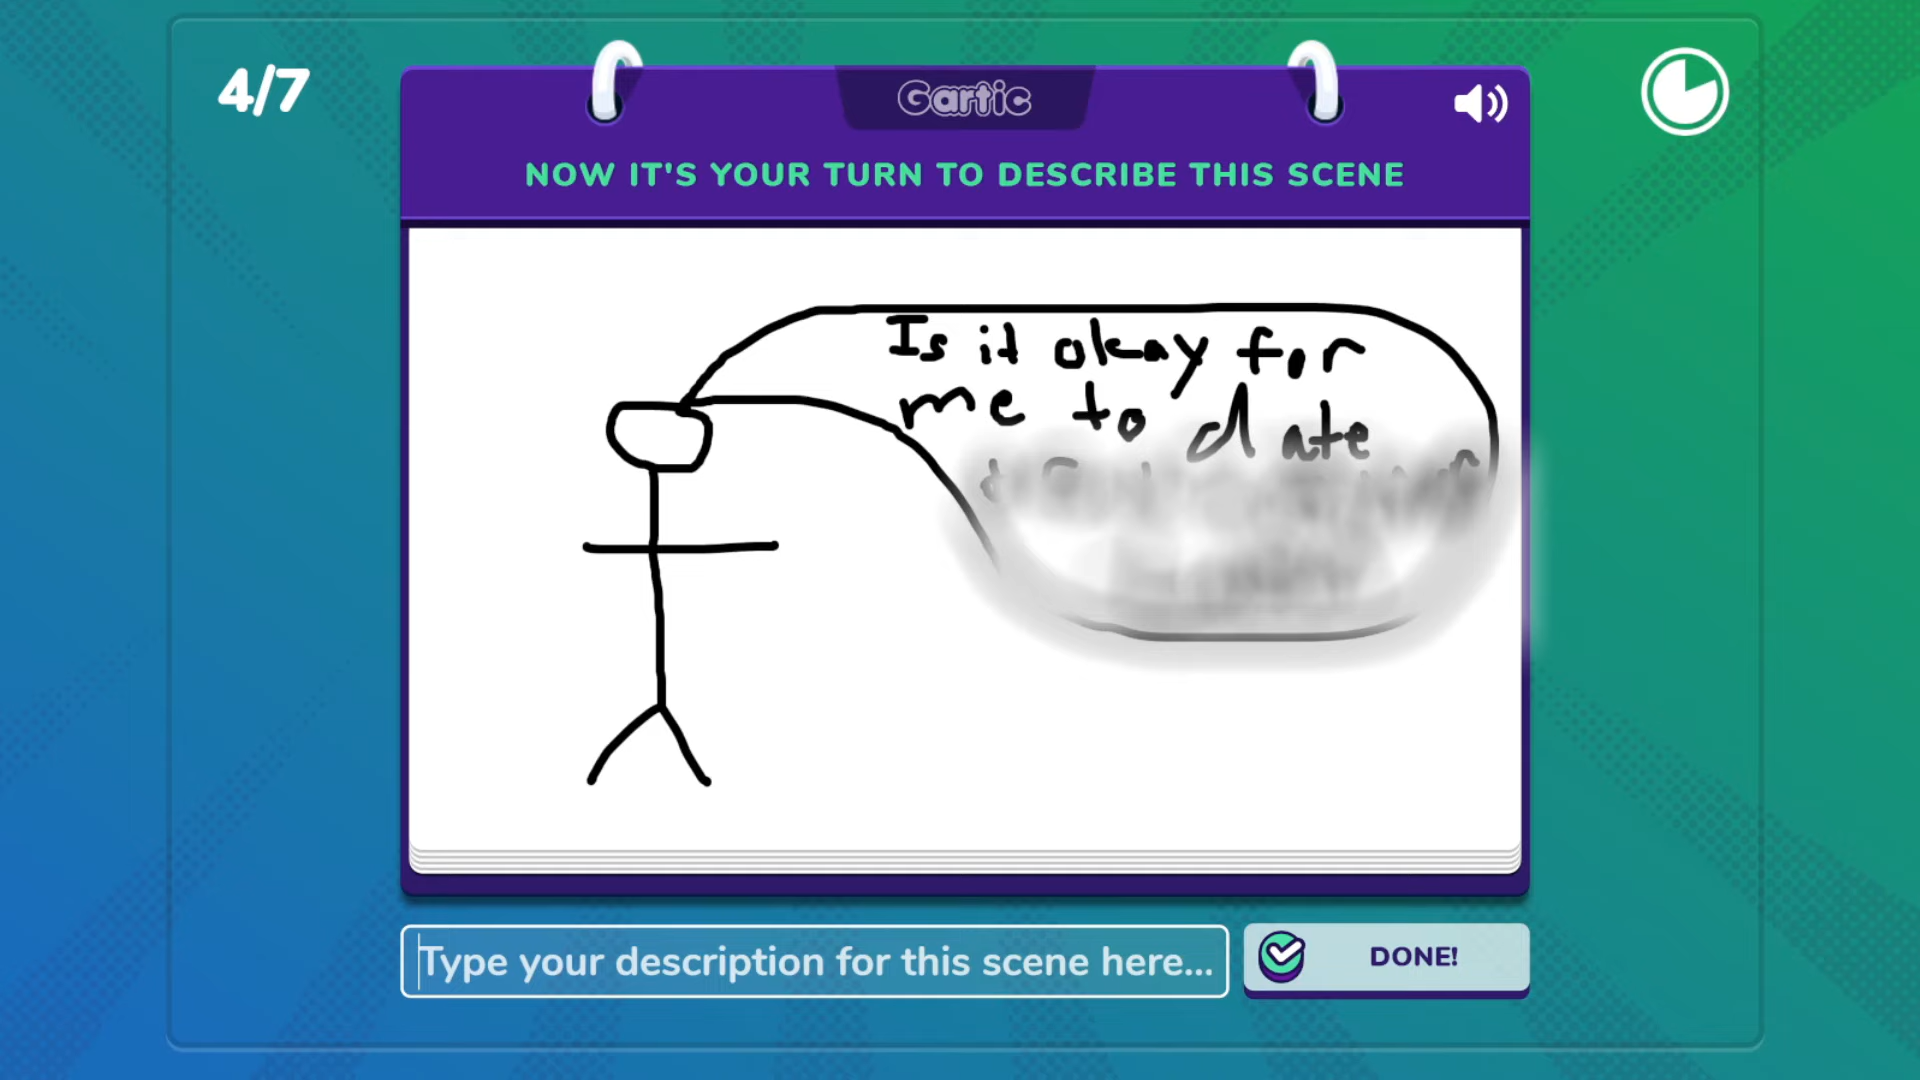 4/7
Gartic
NOW IT'S YOUR TURN TO DESCRIBE THIS SCENE
Is it okay for
me to date
Type your description for this scene here...
DONE!